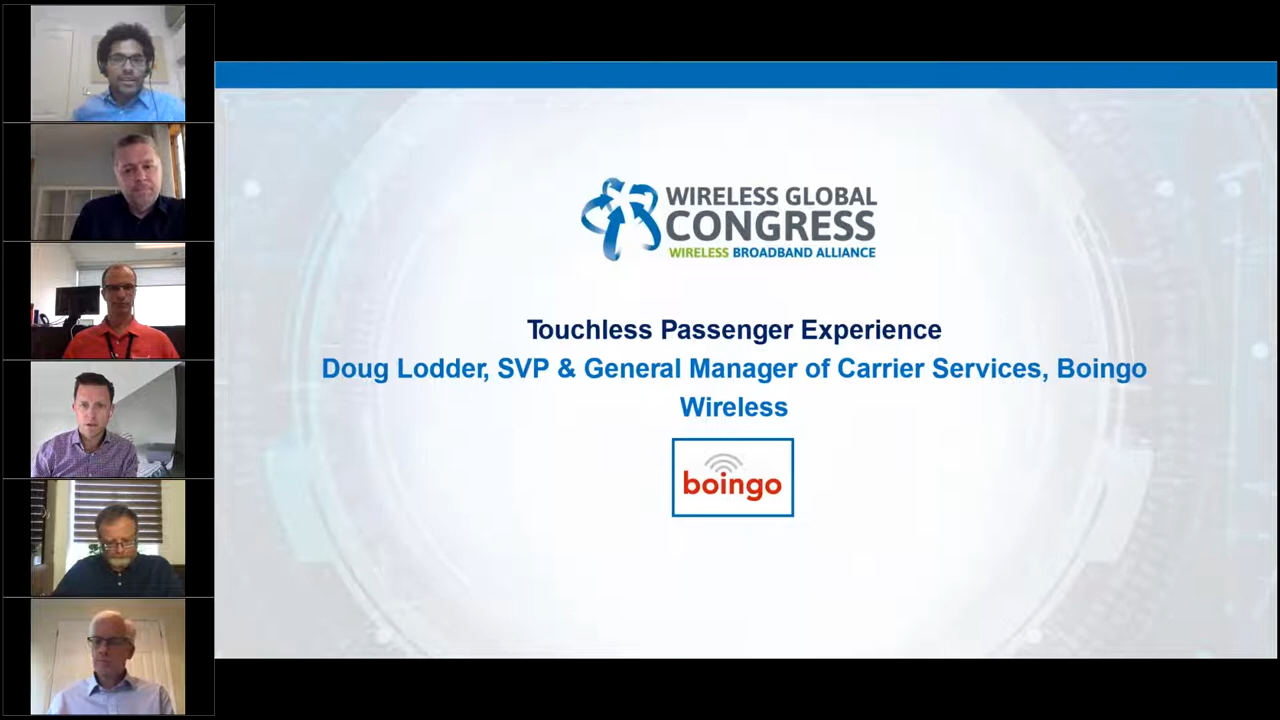 WIRELESS GLOBAL
CONGRESS
WIRELESS BROADBAND ALLIANCE
Touchless Passenger Experience
Doug Lodder, SVP & General Manager of Carrier Services, Boingo
Wireless
boingo